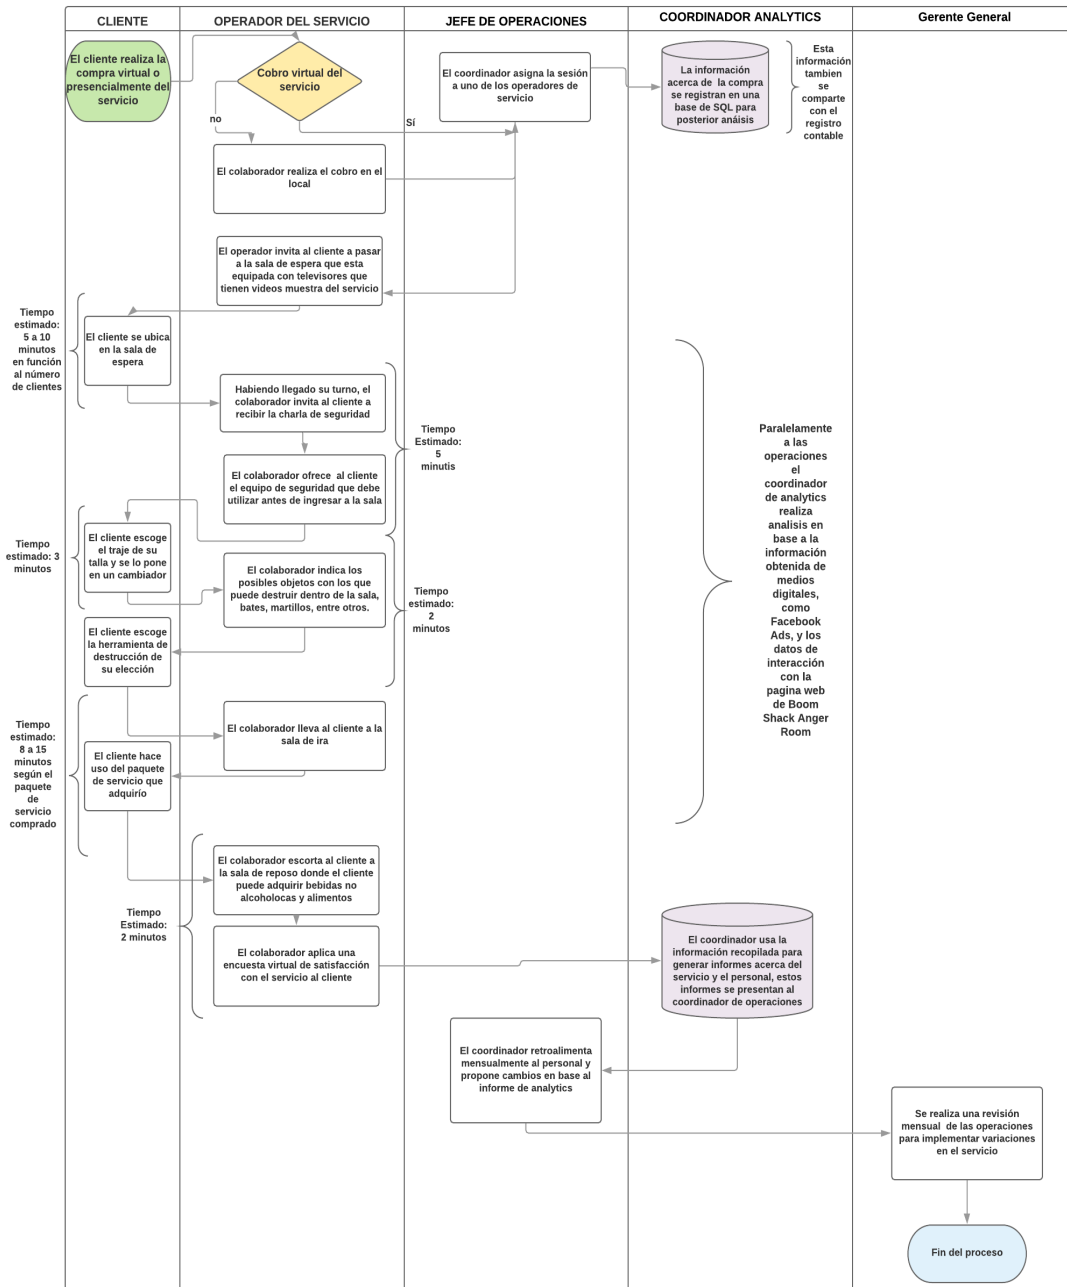 CLIENTE
OPERADOR DEL SERVICIO
JEFE DE OPERACIONES
COORDINADOR ANALYTICS
Gerente General
El cliente realiza la
compra virtual o
presencialmente del
servicio
Cobro virtual del
servicio
no
Sí
El coordinador asigna la sesión
a uno de los operadores de
servicio
La información
acerca de la compra
se registran en una
base de SQL para
posterior anáisis
Esta
información
tambien
se
comparte
con el
registro
contable
El colaborador realiza el cobro en el
local
El operador invita al cliente a pasar
a la sala de espera que esta
equipada con televisores que
tienen videos muestra del servicio
Tiempo
estimado:
5 a 10
minutos
en función
al número
de clientes
El cliente se ubica
en la sala de
espera
Habiendo llegado su turno, el
colaborador invita al cliente a
recibir la charla de seguridad
Tiempo
Estimado:
5
minutis
El colaborador ofrece al cliente
el equipo de seguridad que debe
utilizar antes de ingresar a la sala
Tiempo
estimado: 3
minutos
El cliente escoge
el traje de su
talla y se lo pone
en un cambiador
El colaborador indica los
posibles objetos con los que
puede destruir dentro de la sala,
bates, martillos, entre otros.
Tiempo
estimado:
2
minutos
El cliente escoge
la herramienta de
destrucción de
su elección
Paralelamente
a las
operaciones
el
coordinador
de analytics
realiza
analisis en
base a la
información
obtenida de
medios
digitales,
como
Facebook
Ads, y los
datos de
interacción
con la
pagina web
de Boom
Shack Anger
Room
El colaborador lleva al cliente a la
sala de ira
Tiempo
estimado:
8 a 15
minutos
según el
paquete
de
servicio
comprado
El cliente hace
uso del paquete
de servicio que
adquirío
El colaborador escorta al cliente a
la sala de reposo donde el cliente
puede adquirir bebidas no
alcoholocas y alimentos
Tiempo
Estimado:
2 minutos
El colaborador aplica una
encuesta virtual de satisfacción
con el servicio al cliente
El coordinador usa la
información recopilada para
generar informes acerca del
servicio y el personal, estos
informes se presentan al
coordinador de operaciones
El coordinador retroalimenta
mensualmente al personal y
propone cambios en base al
informe de analytics
Se realiza una revisión
mensual de las operaciones
para implementar variaciones
en el servicio
Fin del proceso